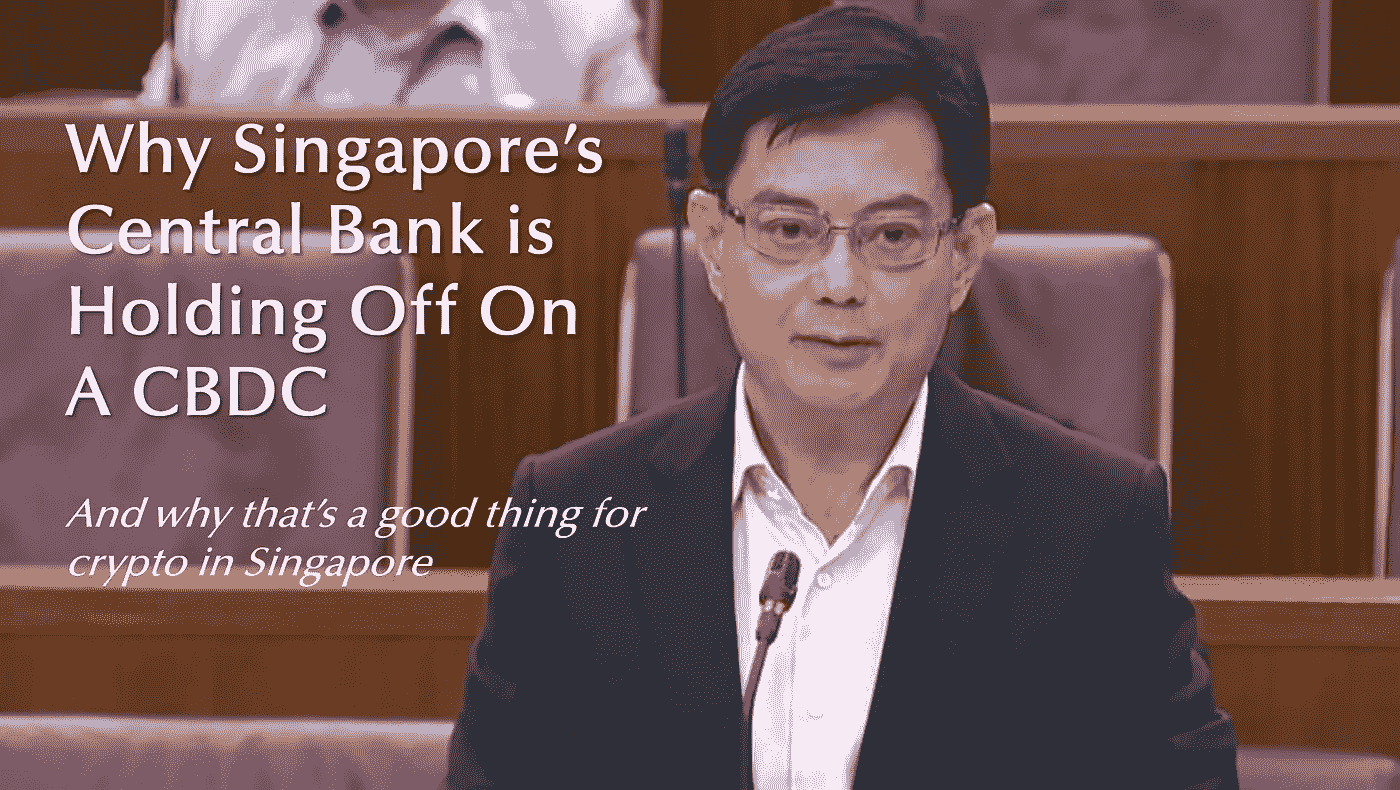 Why Singapore’s
Central Bank is
Holding Off On
A CBDC
And why that’s a good thing for
crypto in Singapore